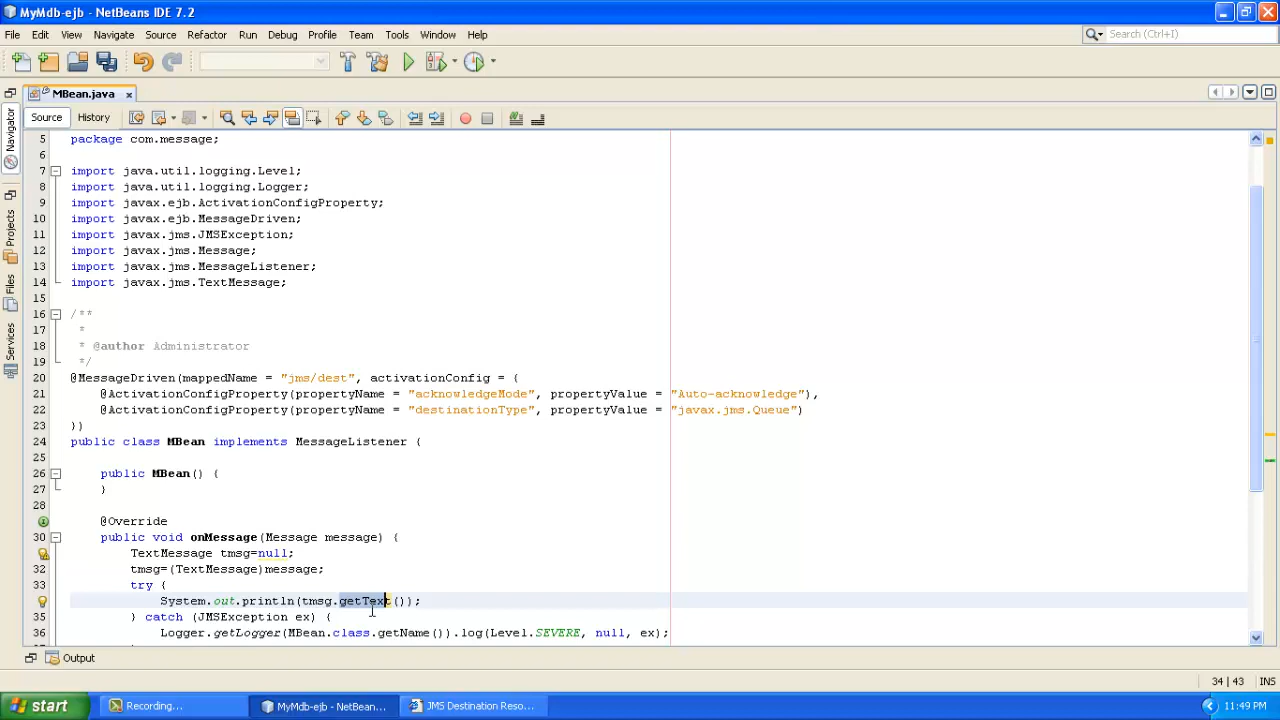 MyMdb-ejb - NetBeans IDE 7.2
File Edit View Navigate Source Refactor Run Debug Profile Team Tools Window Help
Search (Ctrl+I)
MBean.java
Source History
Navigator
Projects
Files
Services
5 package com.message;
6
7 import java.util.logging.Level;
8 import java.util.logging.Logger;
9 import javax.ejb.ActivationConfigProperty;
10 import javax.ejb.MessageDriven;
11 import javax.jms.JMSException;
12 import javax.jms.Message;
13 import javax.jms.MessageListener;
14 import javax.jms.TextMessage;
15
16 /**
17 *
18 * @author Administrator
19 */
20 @MessageDriven(mappedName = "jms/dest", activationConfig = {
21 @ActivationConfigProperty(propertyName = "acknowledgeMode", propertyValue = "Auto-acknowledge"),
22 @ActivationConfigProperty(propertyName = "destinationType", propertyValue = "javax.jms.Queue")
23 })
24 public class MBean implements MessageListener {
25
26 public MBean() {
27 }
28
@Override
30 public void onMessage(Message message) {
TextMessage tmsg=null;
32 tmsg=(TextMessage)message;
33 try {
System.out.println(tmsg.getText());
35 } catch (JMSException ex) {
36 Logger.getLogger(MBean.class.getName()).log(Level.SEVERE, null, ex);
Output
34 | 43 INS
start Recording... MyMdb-ejb - NetBean... JMS Destination Reso... 11:49 PM